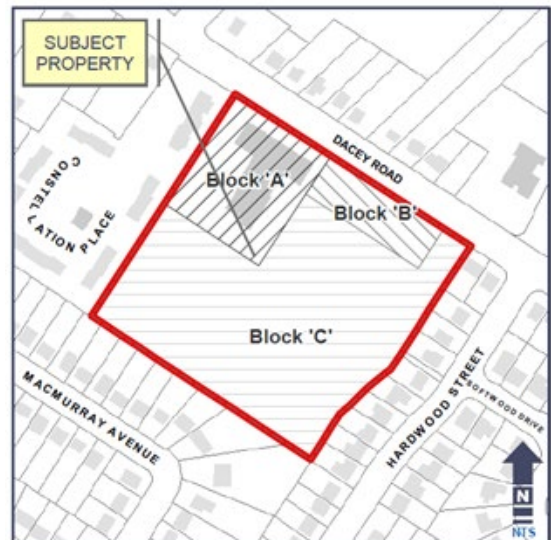 SUBJECT
PROPERTY
DACEY ROAD
Block 'A'
Block 'B'
CONSTELLATION PLACE
Block 'C'
MACMURRAY AVENUE
HARDWOOD STREET
SOFTWOOD DRIVE
N
NTS